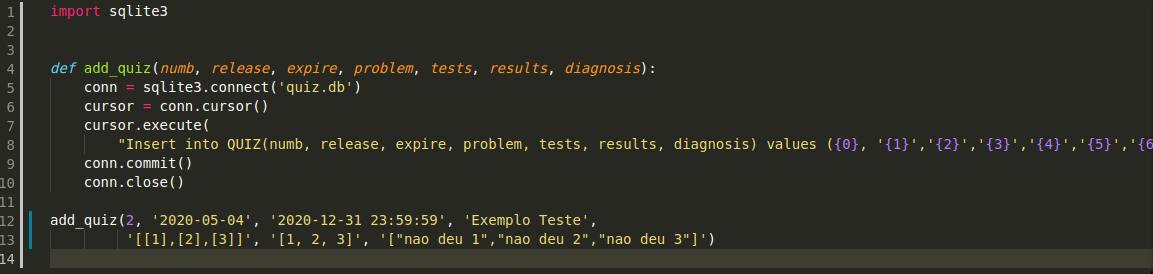 1 import sqlite3
2
3
4 def add_quiz(numb, release, expire, problem, tests, results, diagnosis):
5     conn = sqlite3.connect('quiz.db')
6     cursor = conn.cursor()
7     cursor.execute(
8         "Insert into QUIZ(numb, release, expire, problem, tests, results, diagnosis) values ({0}, '{1}','{2}','{3}','{4}','{5}','{6
9     conn.commit()
10     conn.close()
11
12 add_quiz(2, '2020-05-04', '2020-12-31 23:59:59', 'Exemplo Teste',
13          '[[1],[2],[3]]', '[1, 2, 3]', '["nao deu 1","nao deu 2","nao deu 3"]')
14